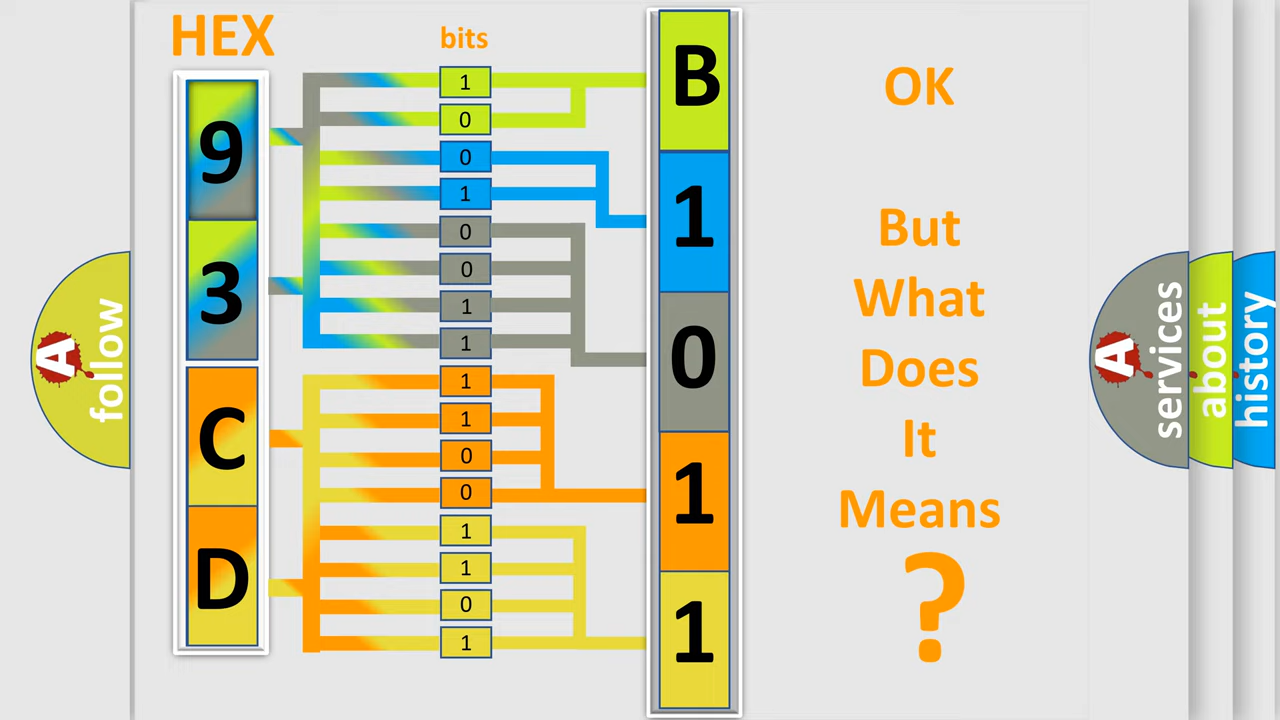 HEX
bits
9
3
C
D
1
0
0
1
0
0
1
1
1
1
0
0
1
1
0
1
B
1
0
1
1
OK
But
What
Does
It
Means
?
A
follow
A
services
about
history